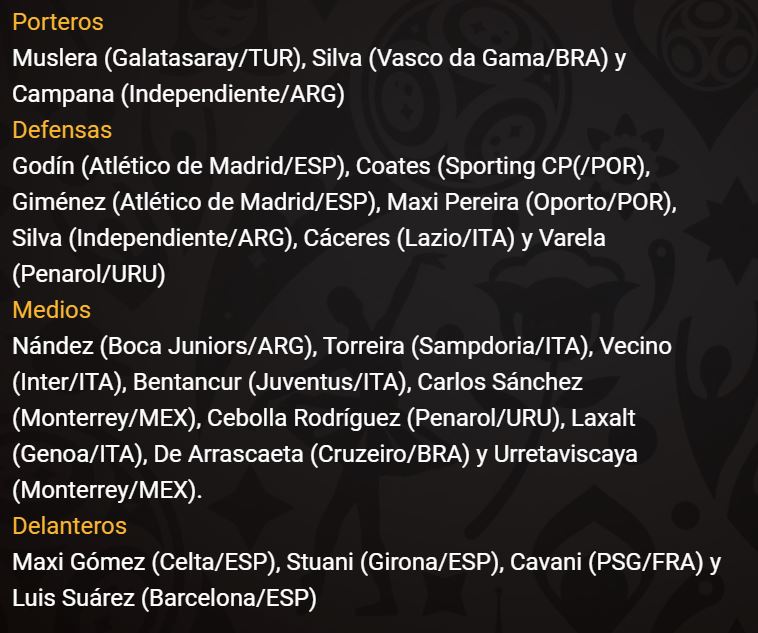 Porteros
Muslera (Galatasaray/TUR), Silva (Vasco da Gama/BRA) y
Campana (Independiente/ARG)
Defensas
Godín (Atlético de Madrid/ESP), Coates (Sporting CP(/POR),
Giménez (Atlético de Madrid/ESP), Maxi Pereira (Oporto/POR),
Silva (Independiente/ARG), Cáceres (Lazio/ITA) y Varela
(Penarol/URU)
Medios
Nández (Boca Juniors/ARG), Torreira (Sampdoria/ITA), Vecino
(Inter/ITA), Bentancur (Juventus/ITA), Carlos Sánchez
(Monterrey/MEX), Cebolla Rodríguez (Penarol/URU), Laxalt
(Genoa/ITA), De Arrascaeta (Cruzeiro/BRA) y Urretaviscaya
(Monterrey/MEX).
Delanteros
Maxi Gómez (Celta/ESP), Stuani (Girona/ESP), Cavani (PSG/FRA) y
Luis Suárez (Barcelona/ESP)